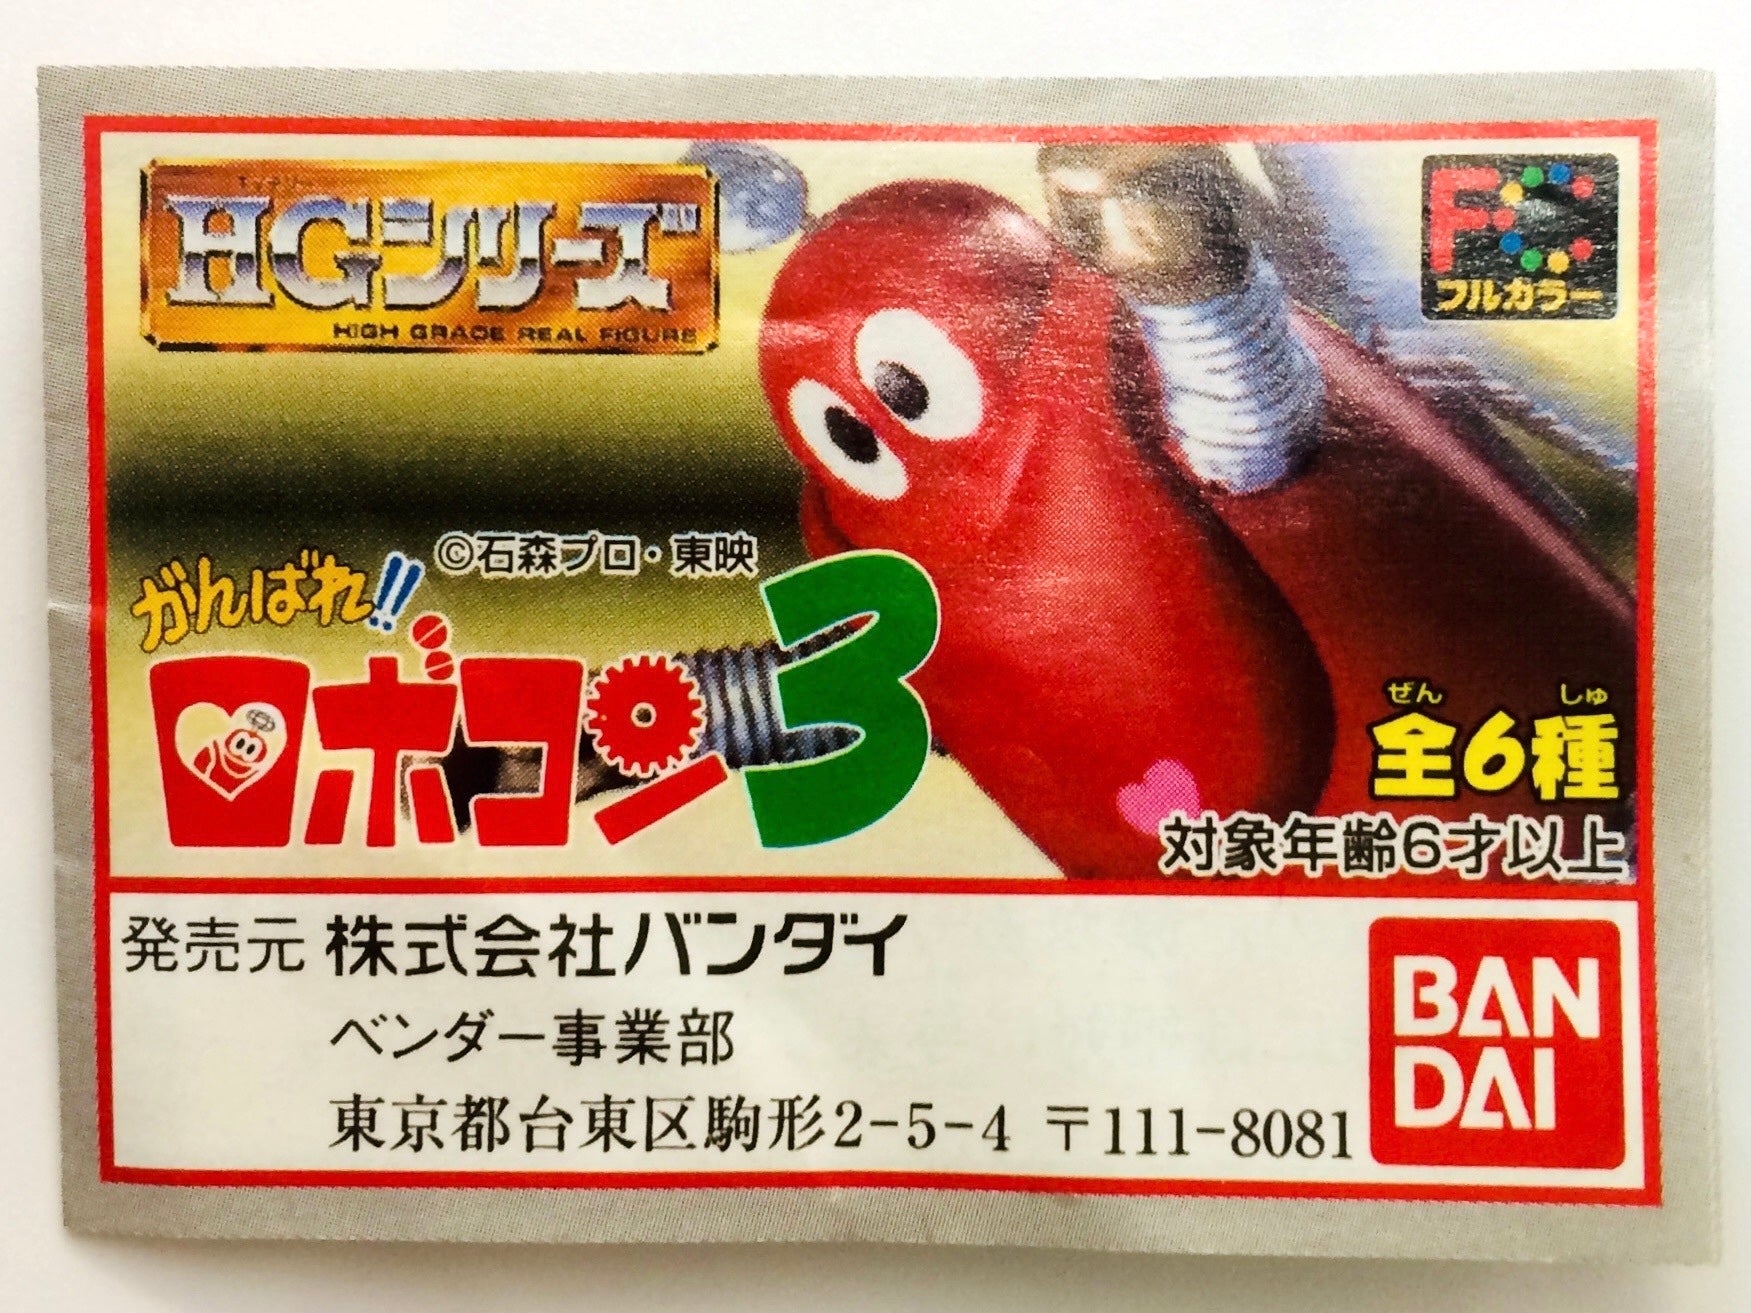 HGシリーズ
HIGH GRADE REAL FIGURE
FC
フルカラー
©石森プロ・東映
がんばれ!!
ロボコン3
ぜん しゅ
全6種
対象年齢6才以上
発売元 株式会社バンダイ
ベンダー事業部
東京都台東区駒形2-5-4 〒111-8081
BAN
DAI